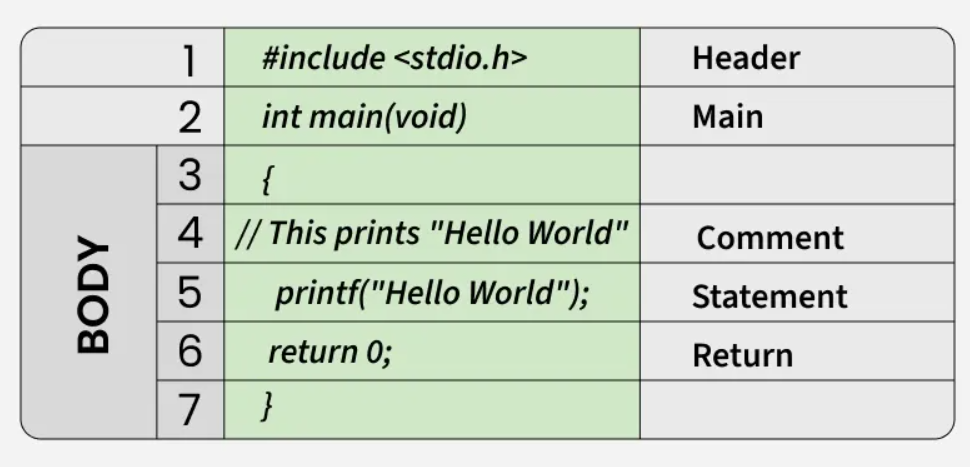 1 #include <stdio.h> Header
2 int main(void) Main
BODY
3 {
4 // This prints "Hello World" Comment
5 printf("Hello World"); Statement
6 return 0; Return
7 }